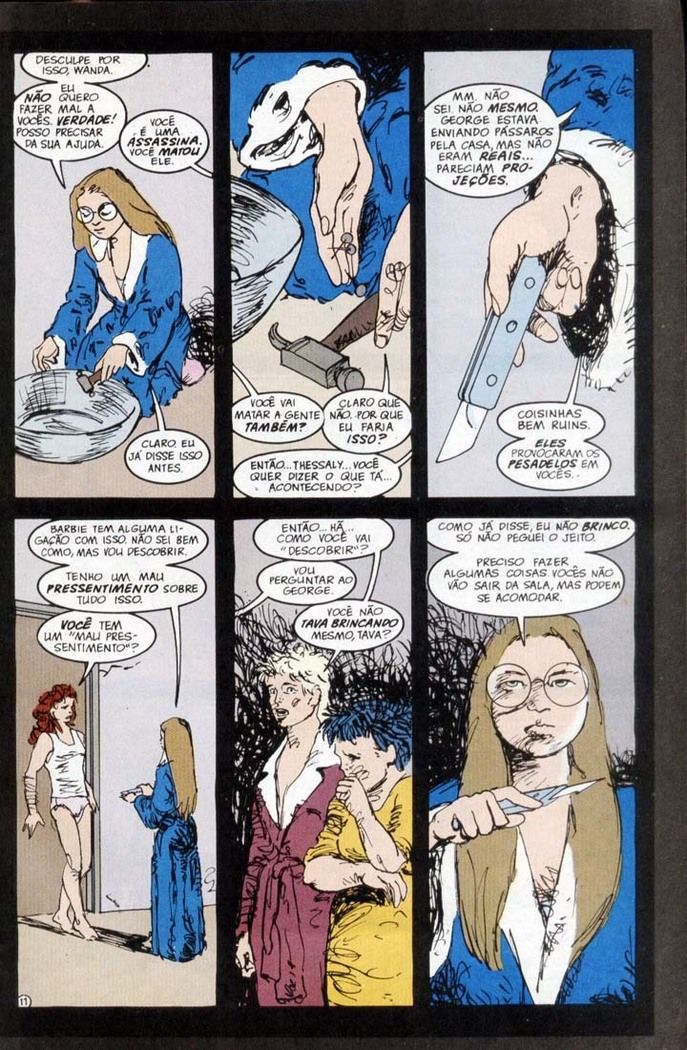 DESCULPE POR
ISSO, WANDA.
EU
NÃO QUERO
FAZER MAL A
VOCÊS. VERDADE!
POSSO PRECISAR
DA SUA AJUDA.
VOCÊ
É UMA
ASSASSINA.
VOCÊ MATOU
ELE.
CLARO. EU
JÁ DISSE ISSO
ANTES.
VOCÊ VAI
MATAR A GENTE
TAMBÉM?
CLARO QUE
NÃO. POR QUE
EU FARIA
ISSO?
ENTÃO...THESSALY...VOCÊ
QUER DIZER O QUE TÁ...
ACONTECENDO?
MM. NÃO
SEI. NÃO MESMO.
GEORGE ESTAVA
ENVIANDO PÁSSAROS
PELA CASA, MAS NÃO
ERAM REAIS...
PARECIAM PRO-
JEÇÕES.
COISINHAS
BEM RUINS.
ELES
PROVOCARAM OS
PESADELOS EM
VOCÊS.
BARBIE TEM ALGUMA LI-
GAÇÃO COM ISSO. NÃO SEI BEM
COMO, MAS VOU DESCOBRIR.
TENHO UM MAU
PRESSENTIMENTO SOBRE
TUDO ISSO.
VOCÊ TEM
UM "MAU PRES-
SENTIMENTO"?
11
ENTÃO... HÃ...
COMO VOCÊ VAI
"DESCOBRIR"?
VOU
PERGUNTAR AO
GEORGE.
VOCÊ NÃO
TAVA BRINCANDO
MESMO, TAVA?
COMO JÁ DISSE, EU NÃO BRINCO.
SÓ NÃO PEGUEI O JEITO.
PRECISO FAZER
ALGUMAS COISAS. VOCÊS NÃO
VÃO SAIR DA SALA, MAS PODEM
SE ACOMODAR.